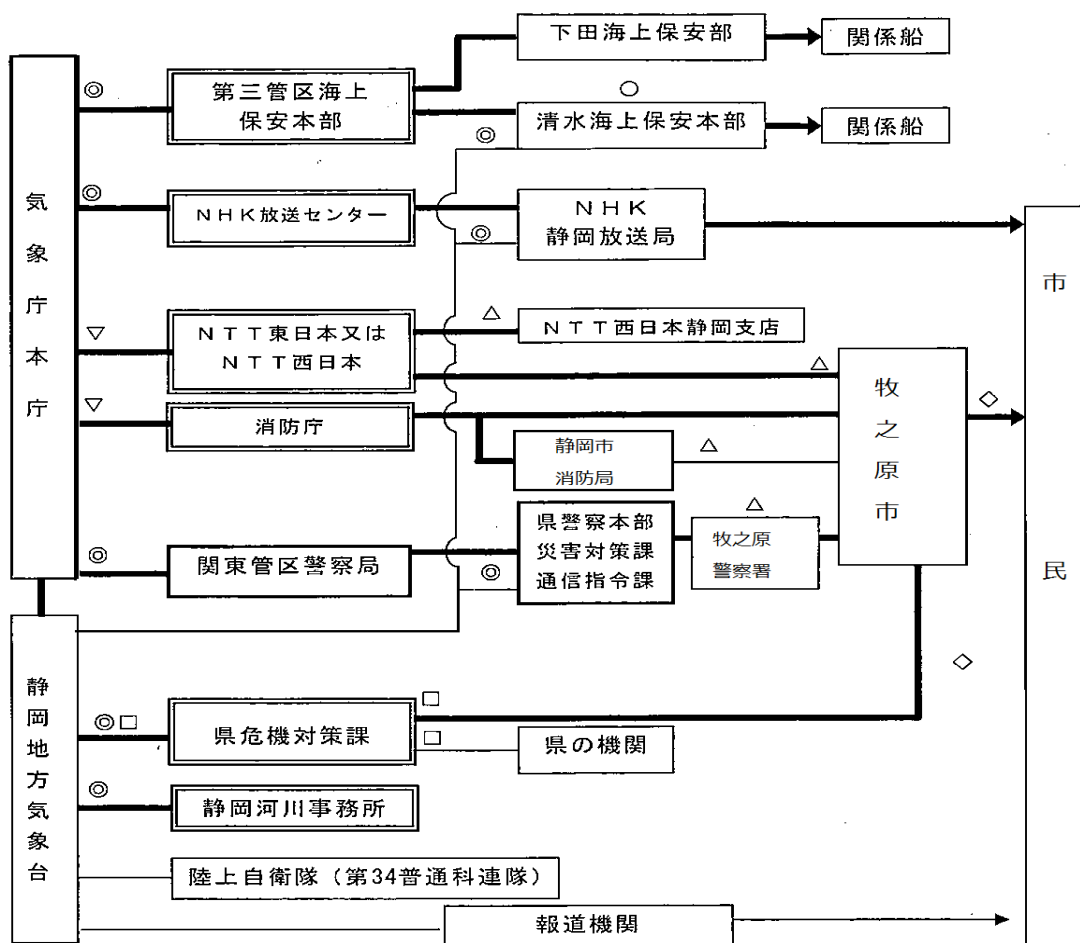 下田海上保安部
関係船
第三管区海上
保安本部
清水海上保安本部
関係船
気象庁本庁
NHK放送センター
NHK
静岡放送局
市民
NTT東日本又は
NTT西日本
NTT西日本静岡支店
牧之原市
消防庁
静岡市
消防局
県警察本部
災害対策課
通信指令課
牧之原
警察署
関東管区警察局
静岡地方気象台
県危機対策課
県の機関
静岡河川事務所
陸上自衛隊(第34普通科連隊)
報道機関